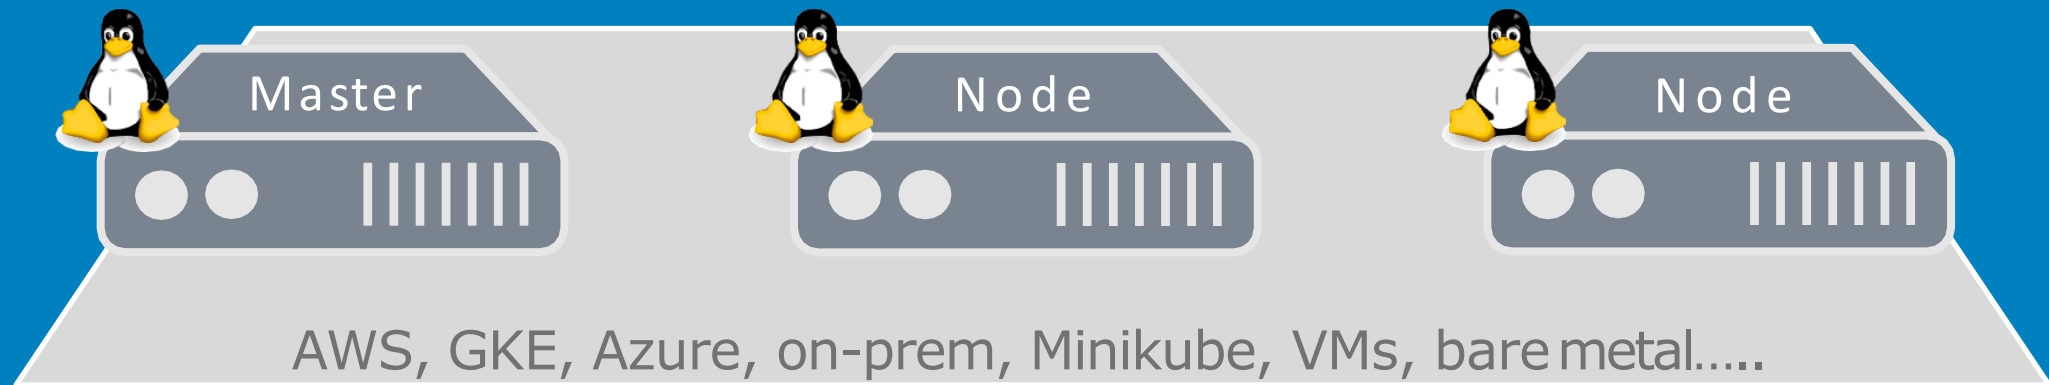 Master
Node
Node
AWS, GKE, Azure, on-prem, Minikube, VMs, bare metal.....